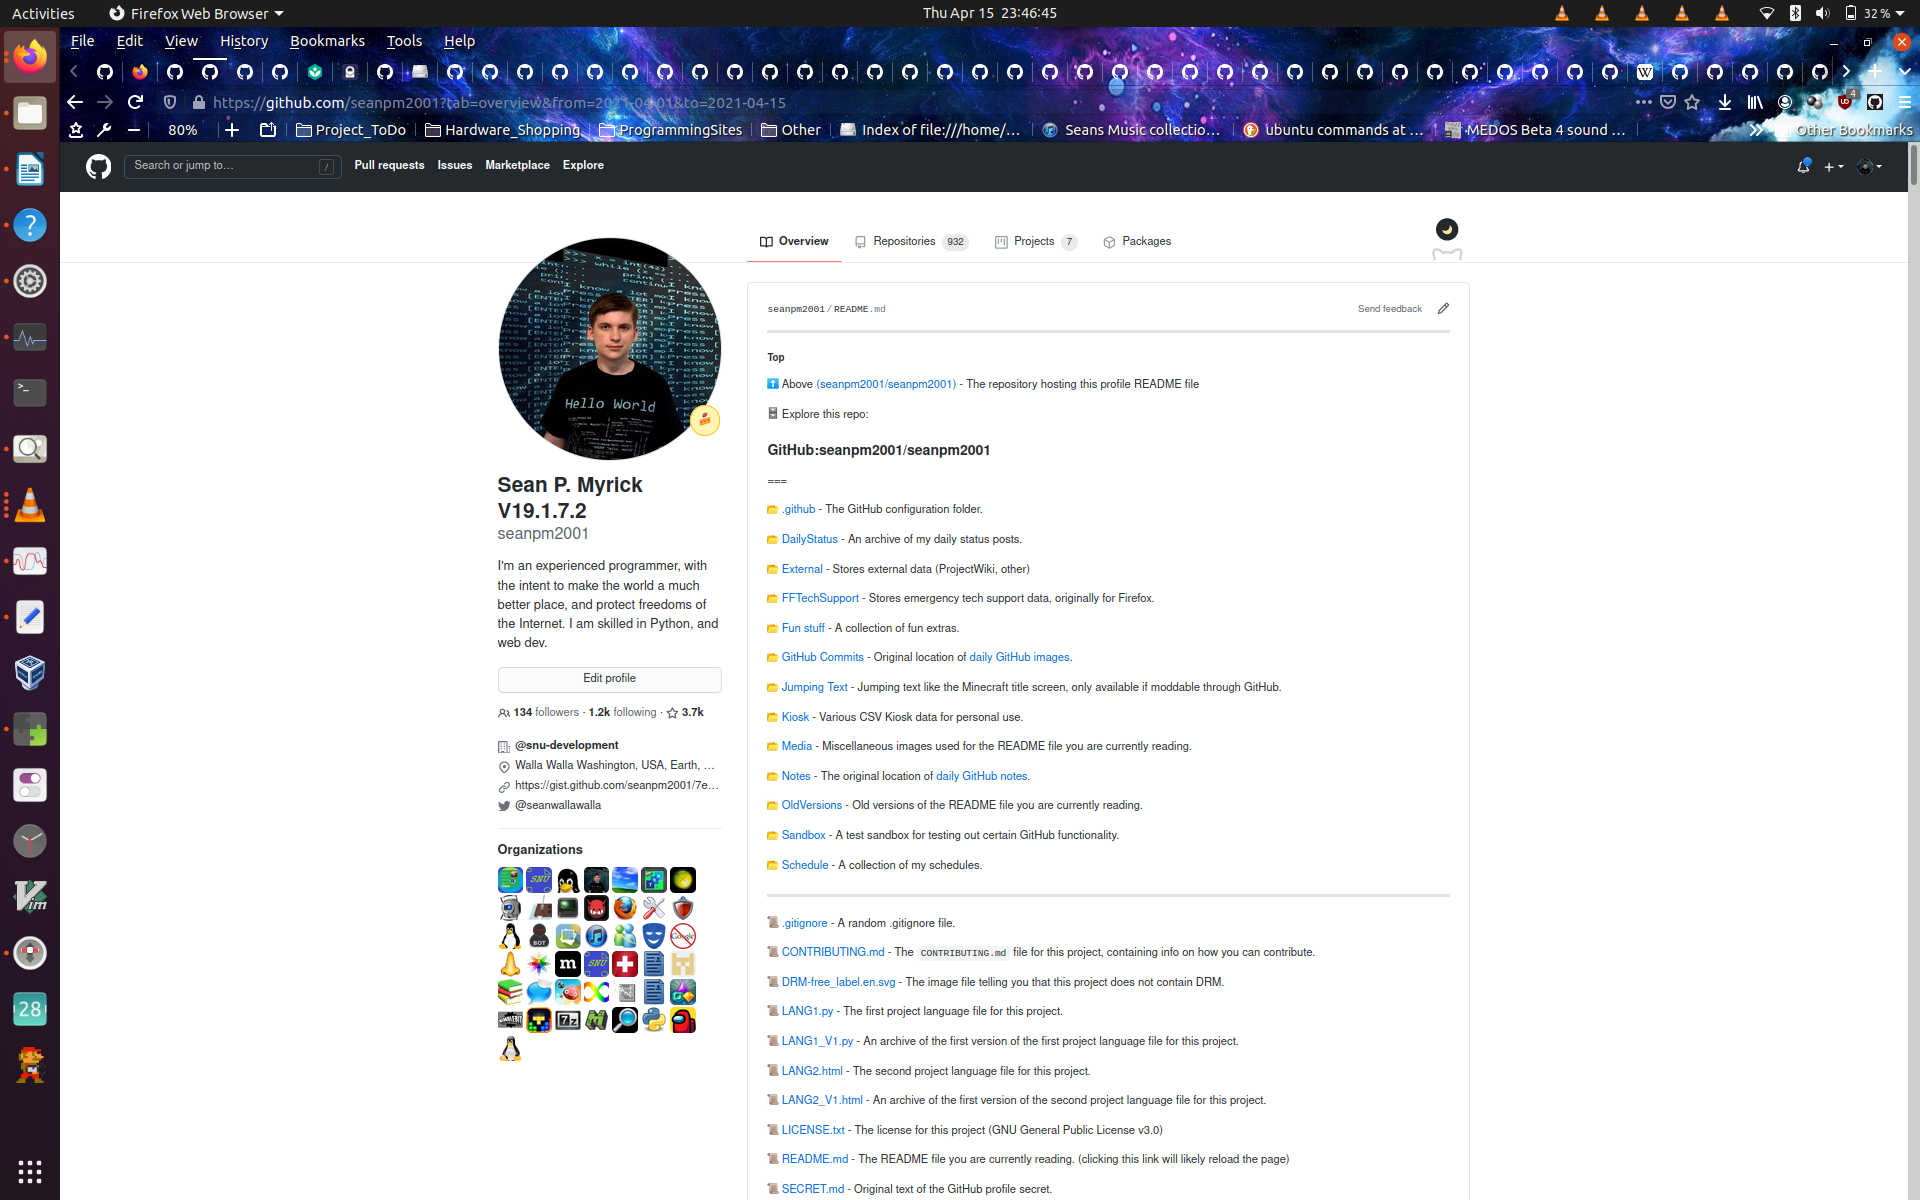 Activities
Firefox Web Browser
Thu Apr 15 23:46:45
32 %
File Edit View History Bookmarks Tools Help
https://github.com/seanpm2001?tab=overview&from=2021-04-01&to=2021-04-15
4
80%
Project_ToDo
Hardware_Shopping
ProgrammingSites
Other
Index of file:///home/…
Seans Music collectio…
ubuntu commands at …
MEDOS Beta 4 sound …
Other Bookmarks
Search or jump to…
/
Pull requests Issues Marketplace Explore
Overview
Repositories 932
Projects 7
Packages
Hello World
Sean P. Myrick
V19.1.7.2
seanpm2001
I'm an experienced programmer, with
the intent to make the world a much
better place, and protect freedoms of
the Internet. I am skilled in Python, and
web dev.
Edit profile
134 followers · 1.2k following · 3.7k
@snu-development
Walla Walla Washington, USA, Earth, …
https://gist.github.com/seanpm2001/7e…
@seanwallawalla
Organizations
seanpm2001/README.md
Send feedback
Top
Above (seanpm2001/seanpm2001) - The repository hosting this profile README file
Explore this repo:
GitHub:seanpm2001/seanpm2001
===
.github - The GitHub configuration folder.
DailyStatus - An archive of my daily status posts.
External - Stores external data (ProjectWiki, other)
FFTechSupport - Stores emergency tech support data, originally for Firefox.
Fun stuff - A collection of fun extras.
GitHub Commits - Original location of daily GitHub images.
Jumping Text - Jumping text like the Minecraft title screen, only available if moddable through GitHub.
Kiosk - Various CSV Kiosk data for personal use.
Media - Miscellaneous images used for the README file you are currently reading.
Notes - The original location of daily GitHub notes.
OldVersions - Old versions of the README file you are currently reading.
Sandbox - A test sandbox for testing out certain GitHub functionality.
Schedule - A collection of my schedules.
.gitignore - A random .gitignore file.
CONTRIBUTING.md - The CONTRIBUTING.md file for this project, containing info on how you can contribute.
DRM-free_label.en.svg - The image file telling you that this project does not contain DRM.
LANG1.py - The first project language file for this project.
LANG1_V1.py - An archive of the first version of the first project language file for this project.
LANG2.html - The second project language file for this project.
LANG2_V1.html - An archive of the first version of the second project language file for this project.
LICENSE.txt - The license for this project (GNU General Public License v3.0)
README.md - The README file you are currently reading. (clicking this link will likely reload the page)
SECRET.md - Original text of the GitHub profile secret.
28